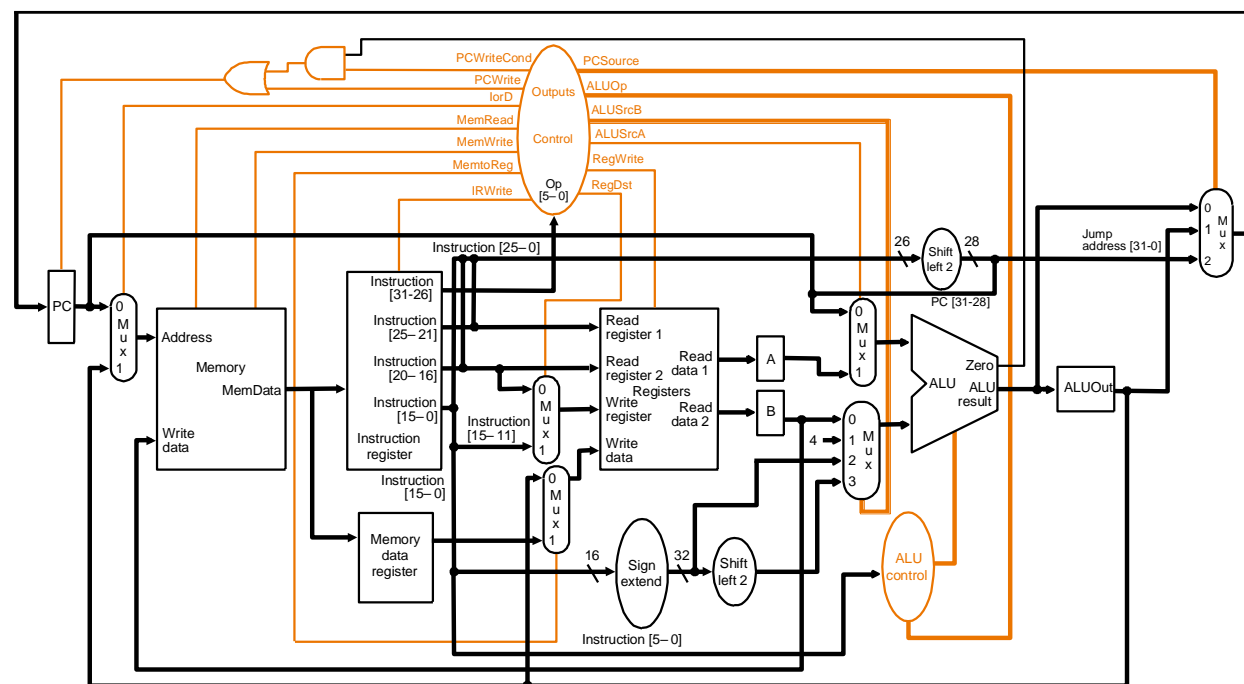 PCWriteCond
PCSource
PCWrite
ALUOp
IorD
Outputs
ALUSrcB
MemRead
ALUSrcA
MemWrite
Control
RegWrite
MemtoReg
RegDst
IRWrite
Op
[5– 0]
0
1
2
M
u
x
Jump
address [31-0]
Instruction [25– 0]
26
28
Shift
left 2
PC [31-28]
PC
0
M
u
x
1
Address
Memory
MemData
Write
data
Instruction
[31-26]
Instruction
[25– 21]
Instruction
[20– 16]
Instruction
[15– 0]
Instruction
register
Instruction
[15– 11]
Instruction
[15– 0]
0
M
u
x
1
0
M
u
x
1
Read
register 1
Read
register 2
Write
register
Write
data
Registers
Read
data 1
Read
data 2
A
B
0
M
u
x
1
4
0
1
2
3
M
u
x
Zero
ALU
ALU
result
ALUOut
Memory
data
register
16
Sign
extend
32
Shift
left 2
ALU
control
Instruction [5– 0]